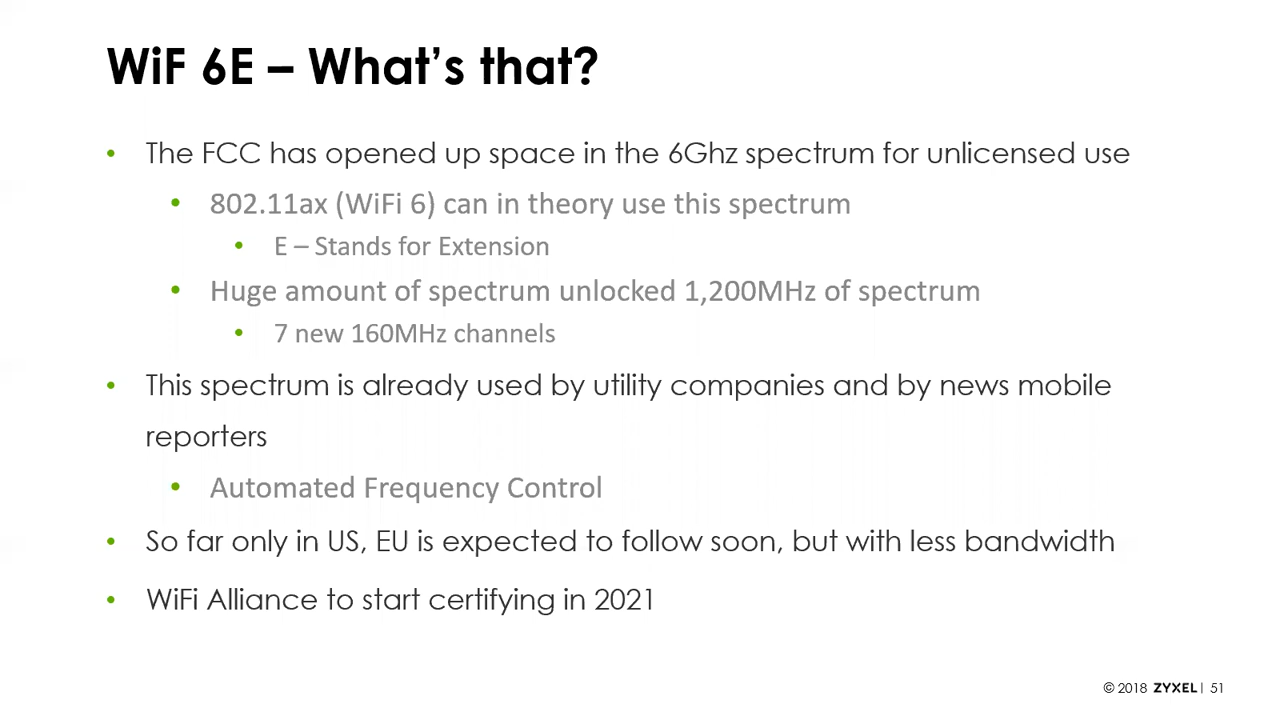 WiF 6E – What's that?
• The FCC has opened up space in the 6Ghz spectrum for unlicensed use
• 802.11ax (WiFi 6) can in theory use this spectrum
• E – Stands for Extension
• Huge amount of spectrum unlocked 1,200MHz of spectrum
• 7 new 160MHz channels
• This spectrum is already used by utility companies and by news mobile
reporters
• Automated Frequency Control
• So far only in US, EU is expected to follow soon, but with less bandwidth
• WiFi Alliance to start certifying in 2021
© 2018 ZYXEL | 51